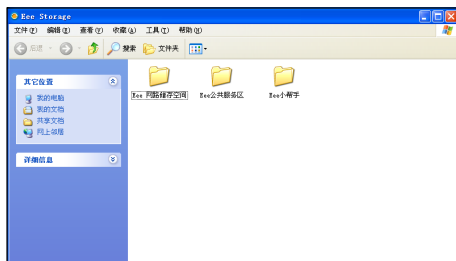 Eee Storage
文件(F) 编辑(E) 查看(V) 收藏(A) 工具(T) 帮助(H)
后退 搜索 文件夹
其它位置
我的电脑
我的文档
共享文档
网上邻居
详细信息
Eee 网路储存空间 Eee公共服务区 Eee小帮手